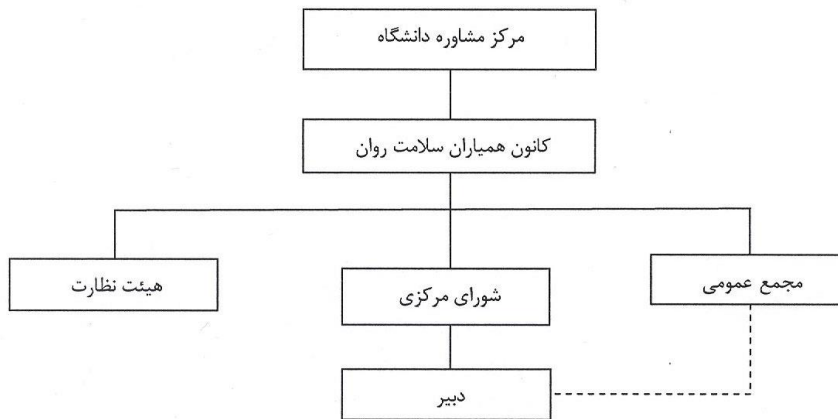 مرکز مشاوره دانشگاه
کانون همیاران سلامت روان
مجمع عمومی
شورای مرکزی
هیئت نظارت
دبیر